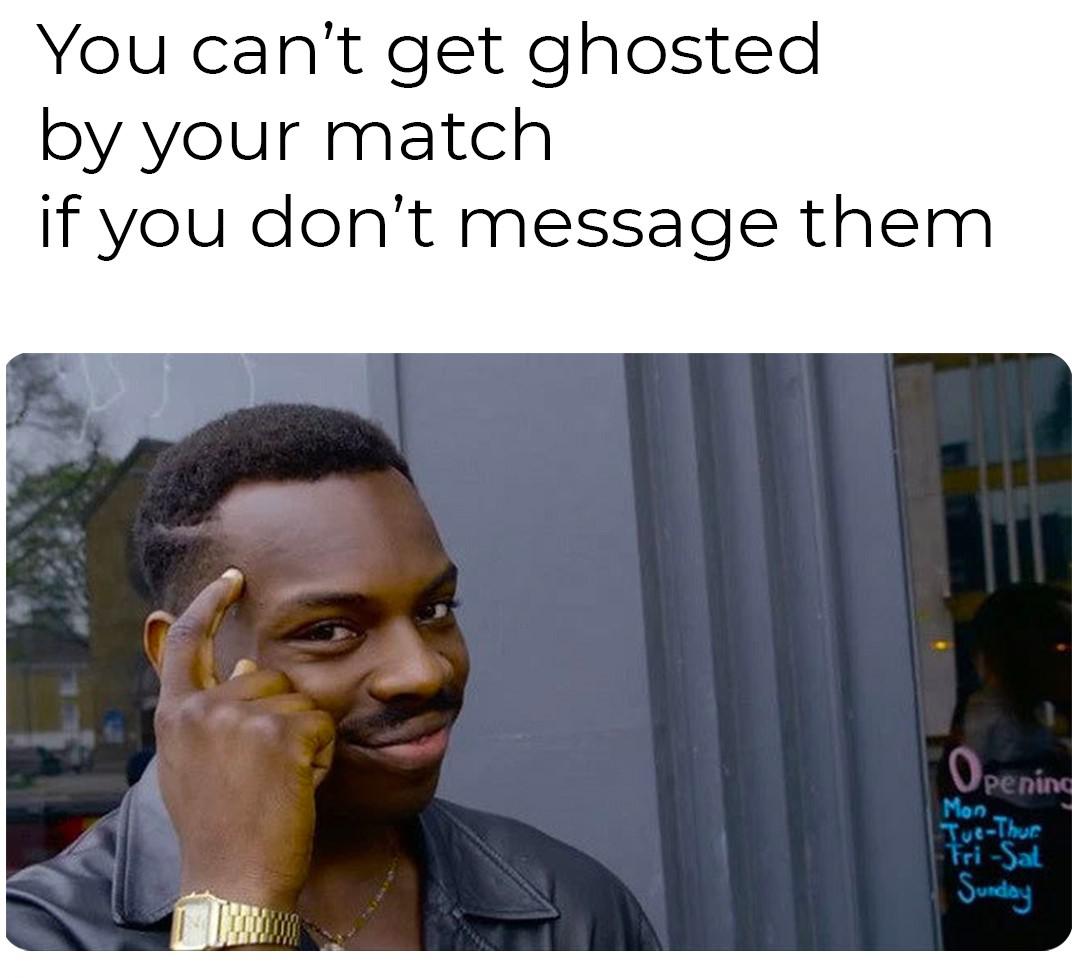 You can’t get ghosted
by your match
if you don’t message them
Opening
Mon
Tue-Thur
Fri-Sat
Sunday